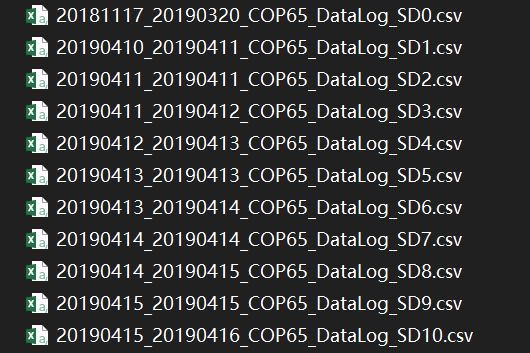 20181117_20190320_COP65_DataLog_SD0.csv
20190410_20190411_COP65_DataLog_SD1.csv
20190411_20190411_COP65_DataLog_SD2.csv
20190411_20190412_COP65_DataLog_SD3.csv
20190412_20190413_COP65_DataLog_SD4.csv
20190413_20190413_COP65_DataLog_SD5.csv
20190413_20190414_COP65_DataLog_SD6.csv
20190414_20190414_COP65_DataLog_SD7.csv
20190414_20190415_COP65_DataLog_SD8.csv
20190415_20190415_COP65_DataLog_SD9.csv
20190415_20190416_COP65_DataLog_SD10.csv